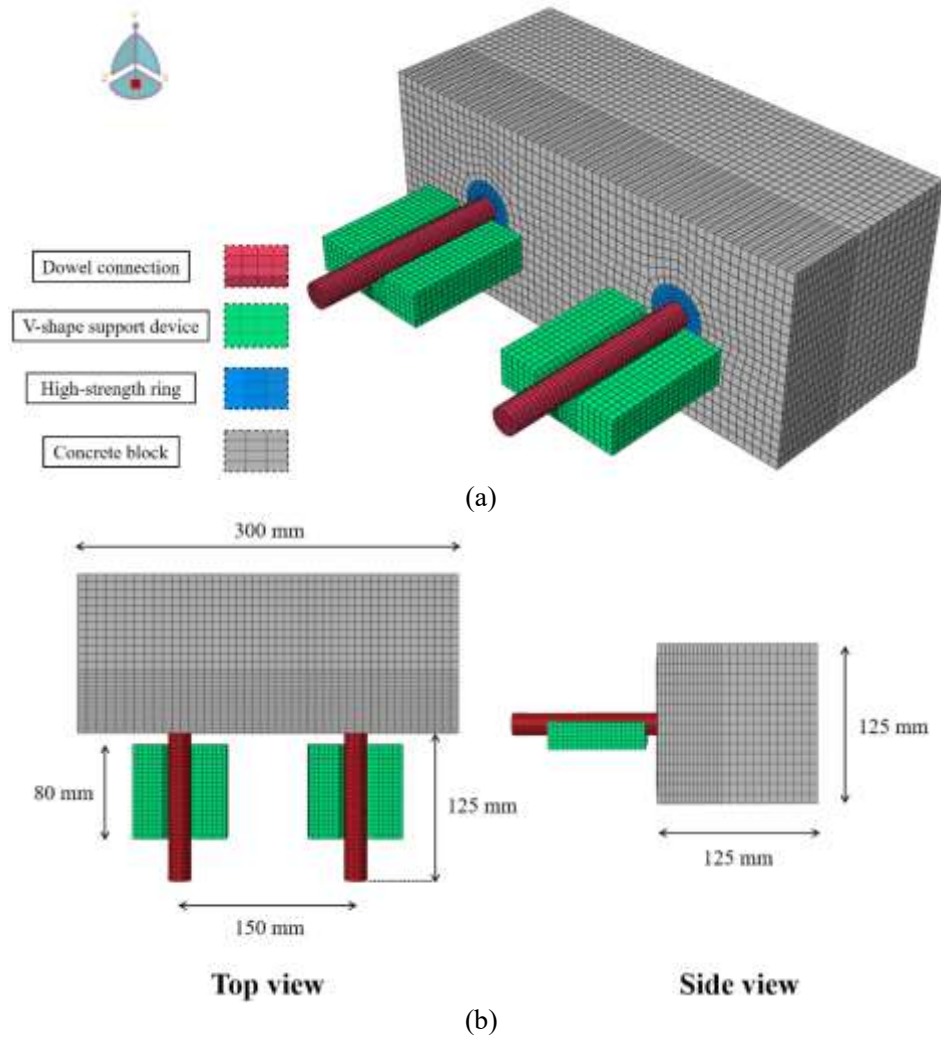 Dowel connection
V-shape support device
High-strength ring
Concrete block
(a)
300 mm
80 mm
125 mm
150 mm
125 mm
125 mm
Top view
Side view
(b)